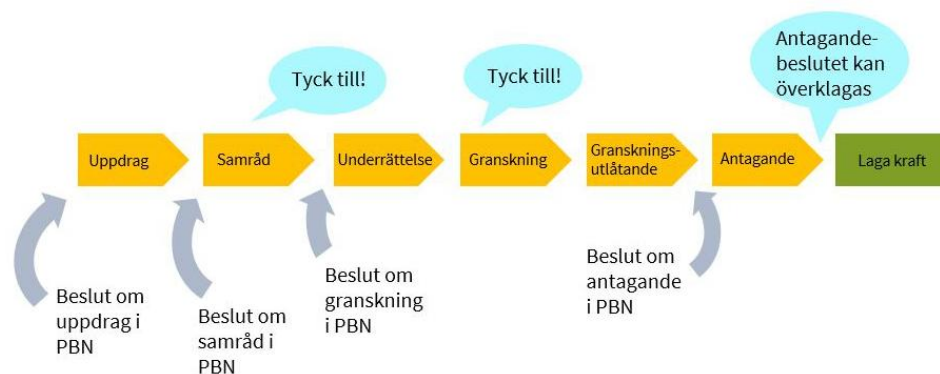 Tyck till!
Tyck till!
Antagande-
beslutet kan
överklagas
Uppdrag
Samråd
Underrättelse
Granskning
Gransknings-
utlåtande
Antagande
Laga kraft
Beslut om
uppdrag i
PBN
Beslut om
samråd i
PBN
Beslut om
granskning
i PBN
Beslut om
antagande
i PBN